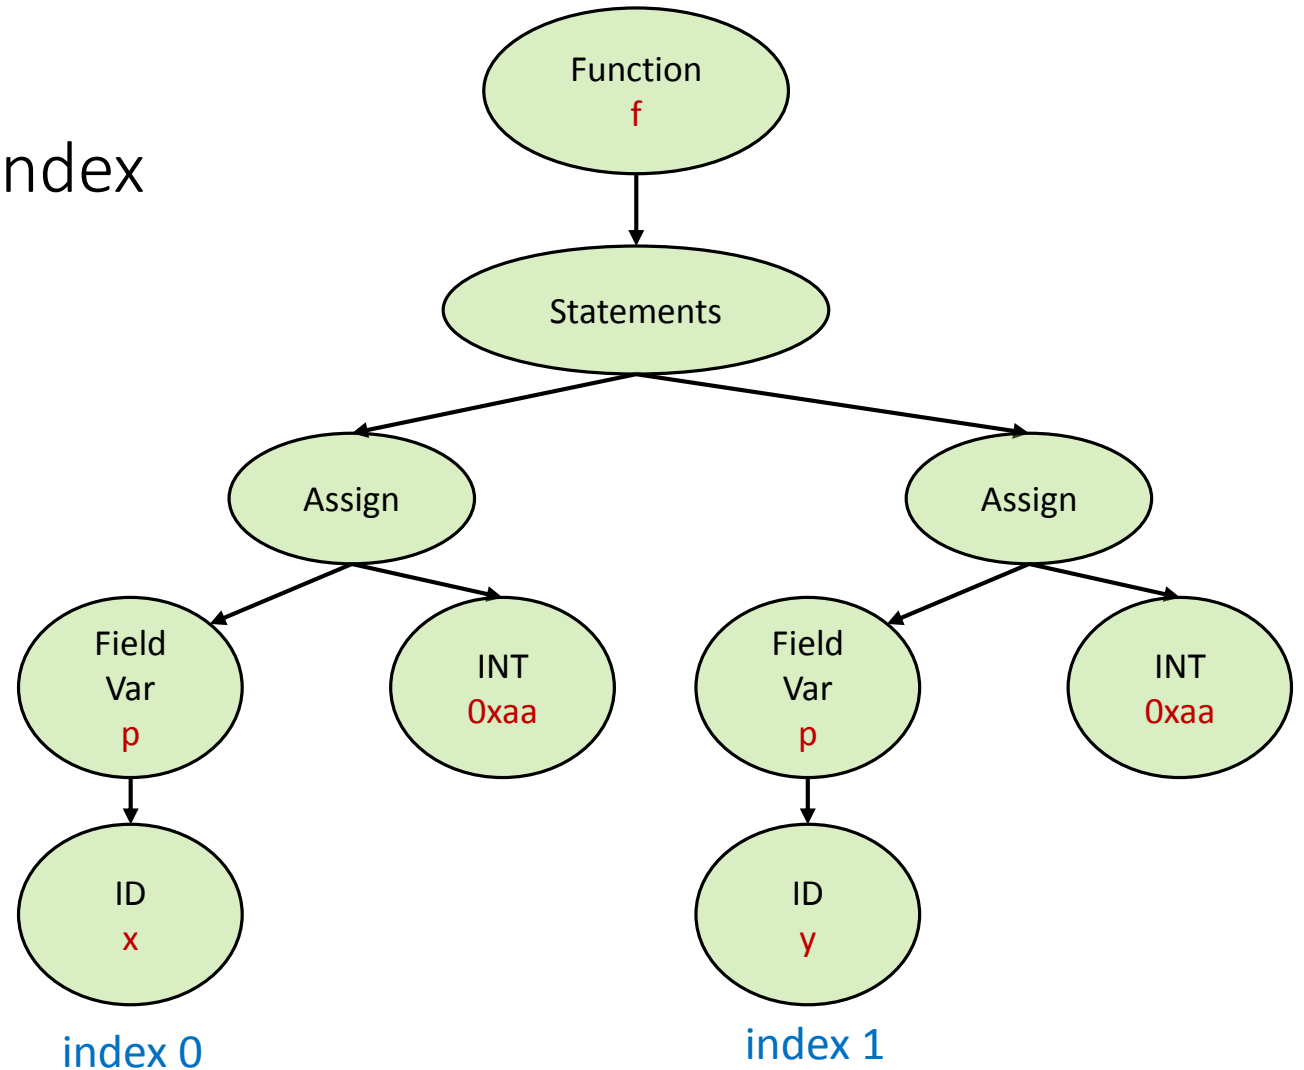 Function
f
ndex
Statements
Assign
Assign
Field
Var
p
INT
0xaa
Field
Var
p
INT
0xaa
ID
x
ID
y
index 0
index 1